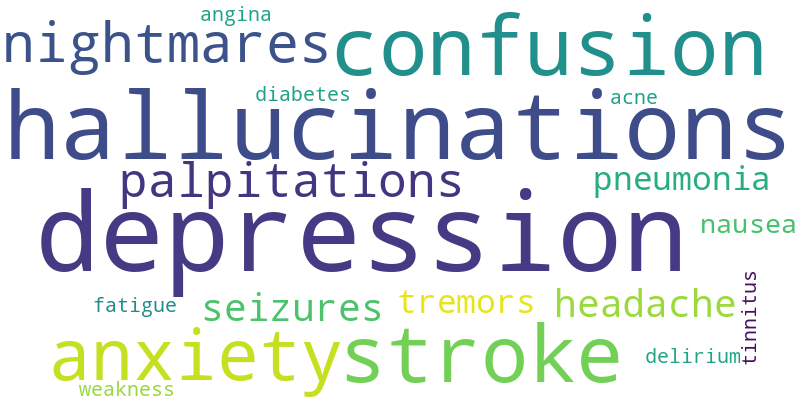 angina
nightmares confusion
diabetes acne
hallucinations
palpitations pneumonia
depression nausea
fatigue seizures tremors headache tinnitus
anxiety stroke delirium
weakness